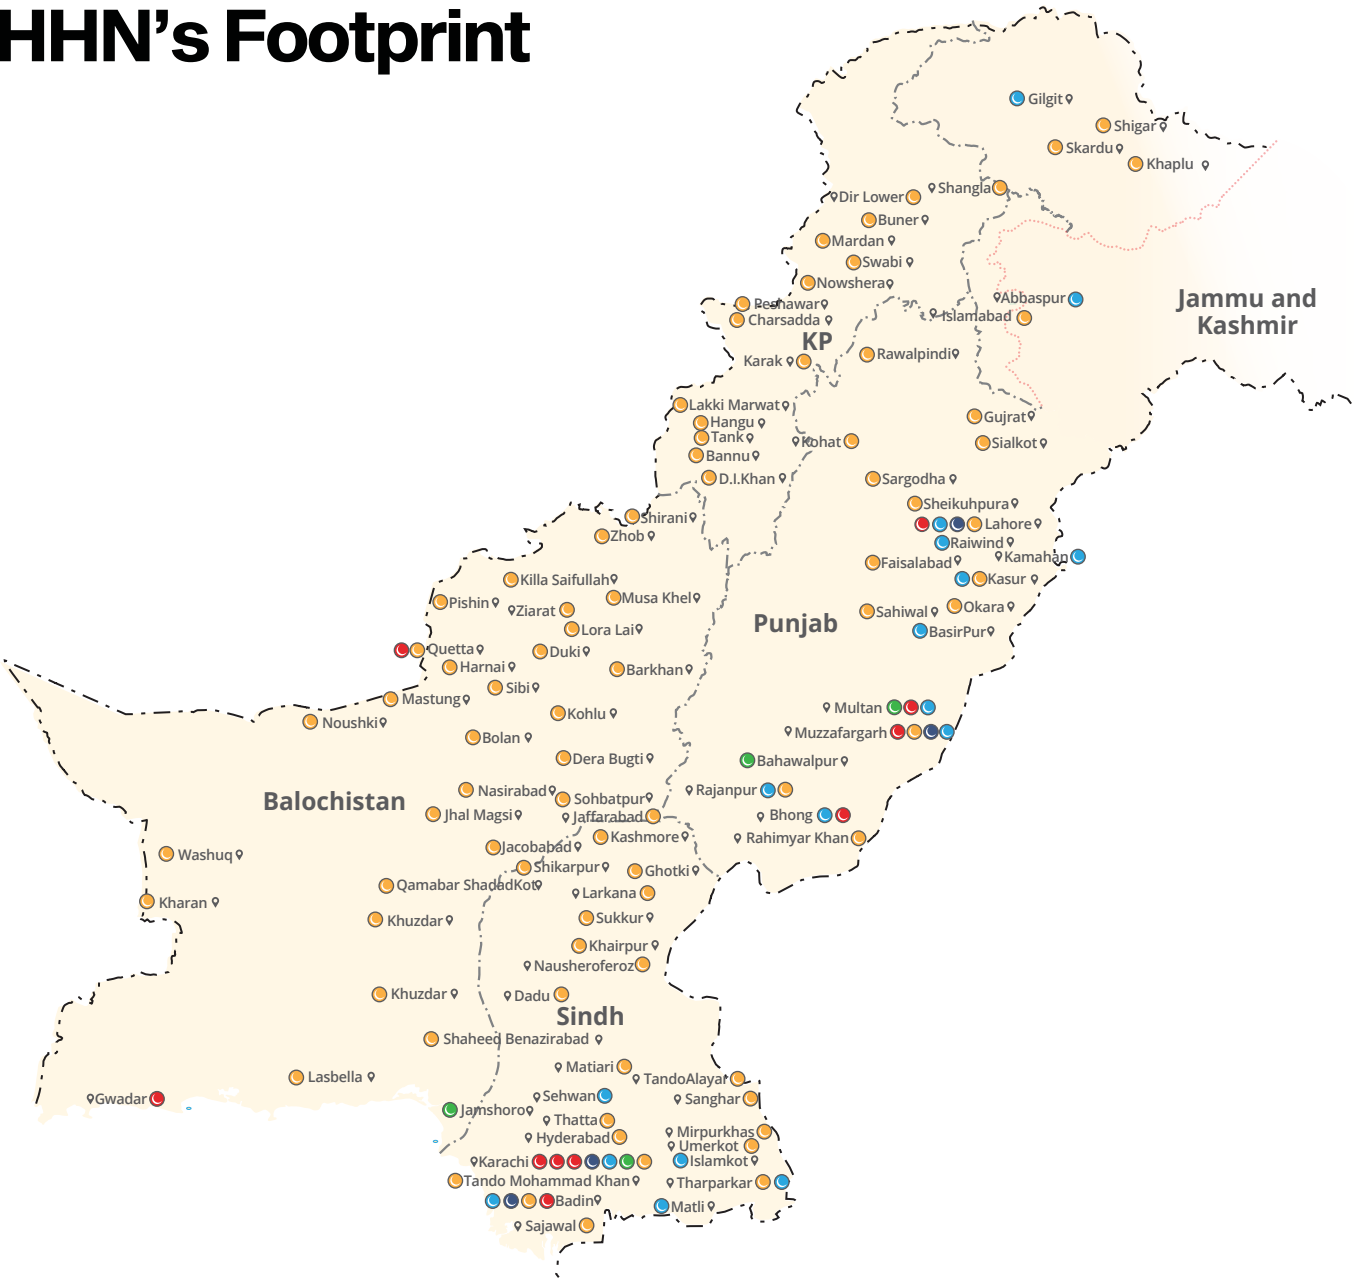 HHN's Footprint
Gilgit
Shigar
Skardu
Khaplu
Shangla
Dir Lower
Buner
Mardan
Swabi
Nowshera
Abbaspur
Jammu and
Kashmir
Peshawar
Islamabad
Charsadda
KP
Rawalpindi
Karak
Lakki Marwat
Gujrat
Hangu
Tank
Kohat
Sialkot
Bannu
D.I.Khan
Sargodha
Sheikuhpura
Shirani
Lahore
Zhob
Raiwind
Kamahan
Faisalabad
Killa Saifullah
Kasur
Musa Khel
Pishin
Ziarat
Okara
Sahiwal
Punjab
Lora Lai
BasirPur
Quetta
Duki
Harnai
Barkhan
Sibi
Mastung
Multan
Kohlu
Noushki
Muzzafargarh
Bolan
Dera Bugti
Bahawalpur
Nasirabad
Rajanpur
Sohbatpur
Balochistan
Jhal Magsi
Jaffarabad
Bhong
Kashmore
Rahimyar Khan
Jacobabad
Washuq
Shikarpur
Ghotki
Qamabar ShadadKot
Larkana
Kharan
Khuzdar
Sukkur
Khairpur
Nausheroferoz
Khuzdar
Dadu
Sindh
Shaheed Benazirabad
Matiari
Lasbella
TandoAlayar
Gwadar
Sehwan
Sanghar
Jamshoro
Thatta
Mirpurkhas
Hyderabad
Umerkot
Karachi
Islamkot
Tando Mohammad Khan
Tharparkar
Badin
Matli
Sajawal